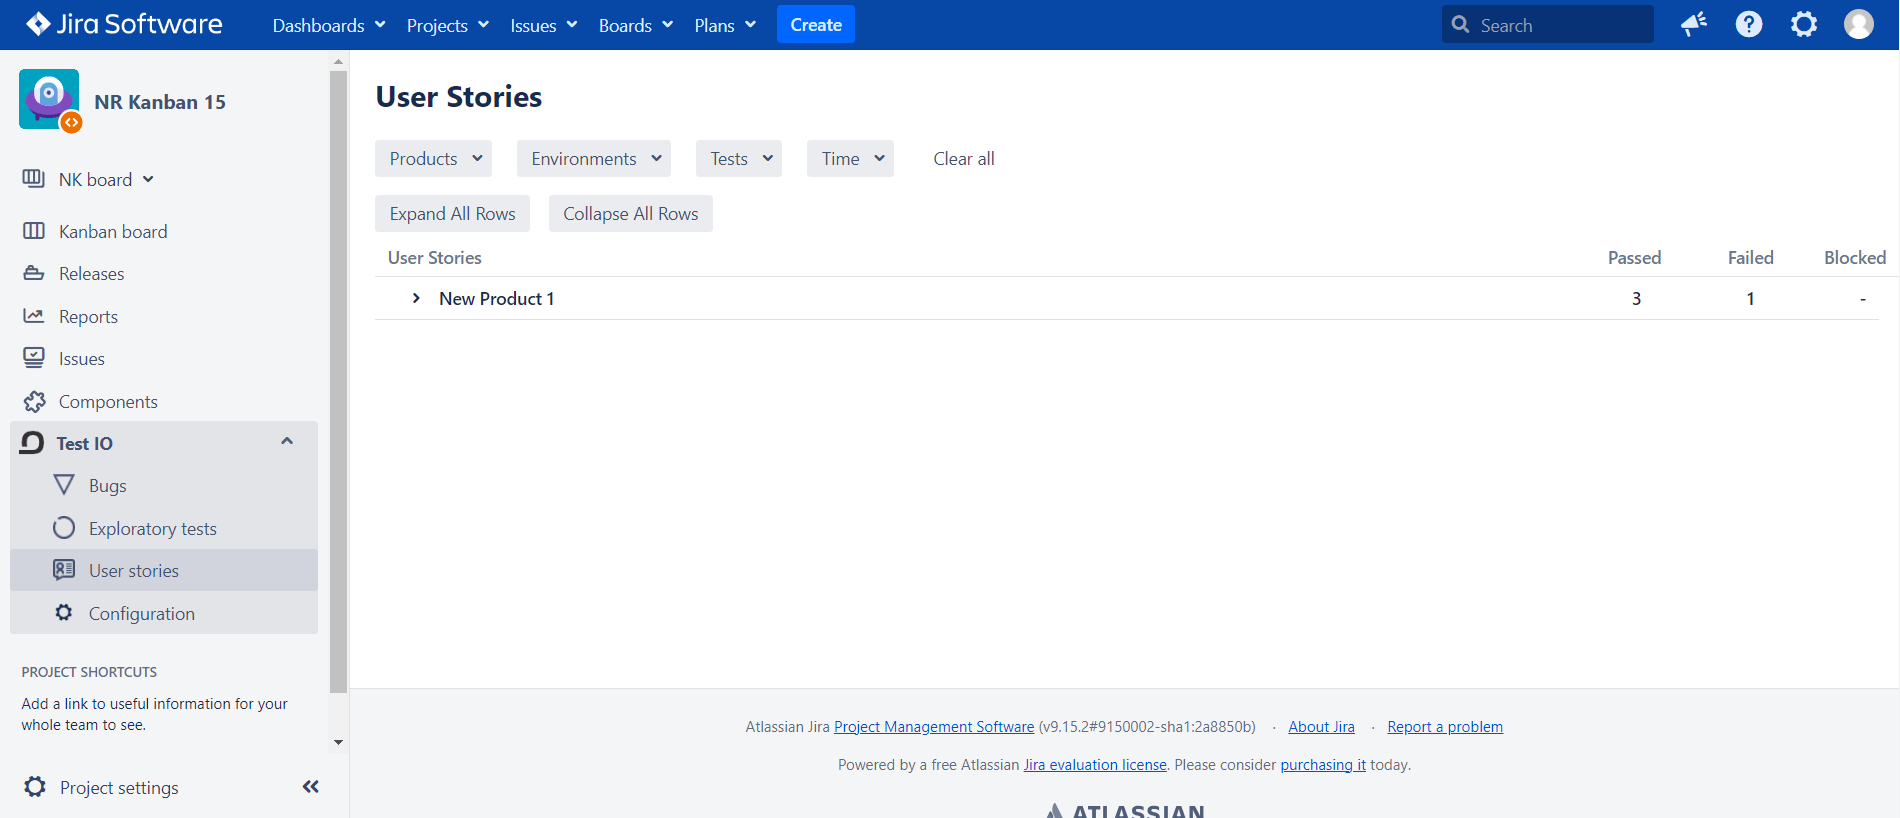 Jira Software Dashboards Projects Issues Boards Plans Create Search
NR Kanban 15
NK board
Kanban board
Releases
Reports
Issues
Components
Test IO
Bugs
Exploratory tests
User stories
Configuration
PROJECT SHORTCUTS
Add a link to useful information for your
whole team to see.
Project settings
User Stories
Products Environments Tests Time Clear all
Expand All Rows Collapse All Rows
User Stories Passed Failed Blocked
New Product 1 3 1 -
Atlassian Jira Project Management Software (v9.15.2#9150002-sha1:2a8850b) · About Jira · Report a problem
Powered by a free Atlassian Jira evaluation license. Please consider purchasing it today.
ATLASSIAN